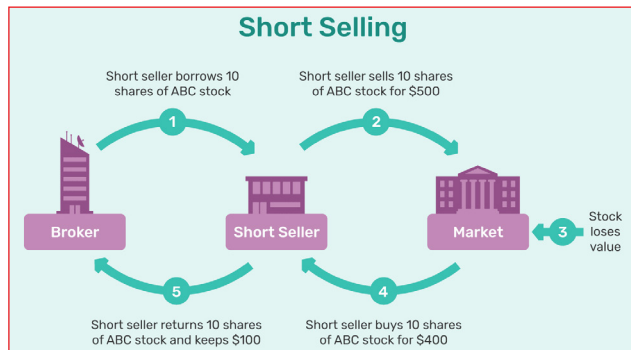 Short Selling
Short seller borrows 10
shares of ABC stock
Short seller sells 10 shares
of ABC stock for $500
1
2
Broker
Short Seller
Market
3
Stock
loses
value
5
4
Short seller returns 10 shares
of ABC stock and keeps $100
Short seller buys 10 shares
of ABC stock for $400